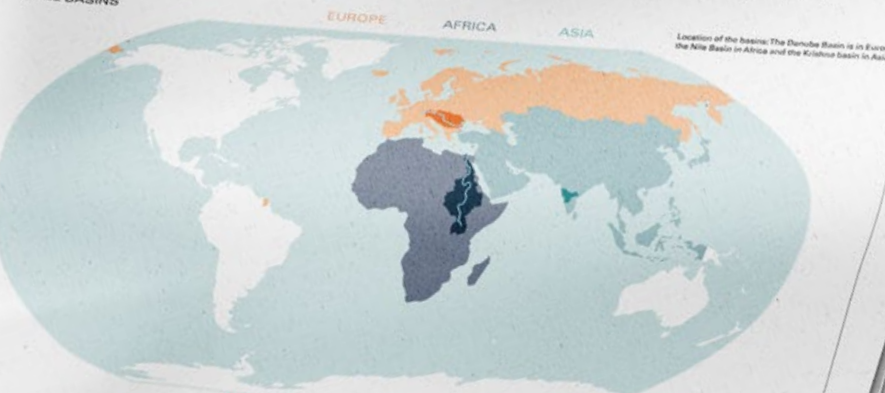 BASINS
EUROPE
AFRICA
ASIA
Location of the basins: The Danube Basin is in Euro
the Nile Basin in Africa and the Krishna basin in Asi